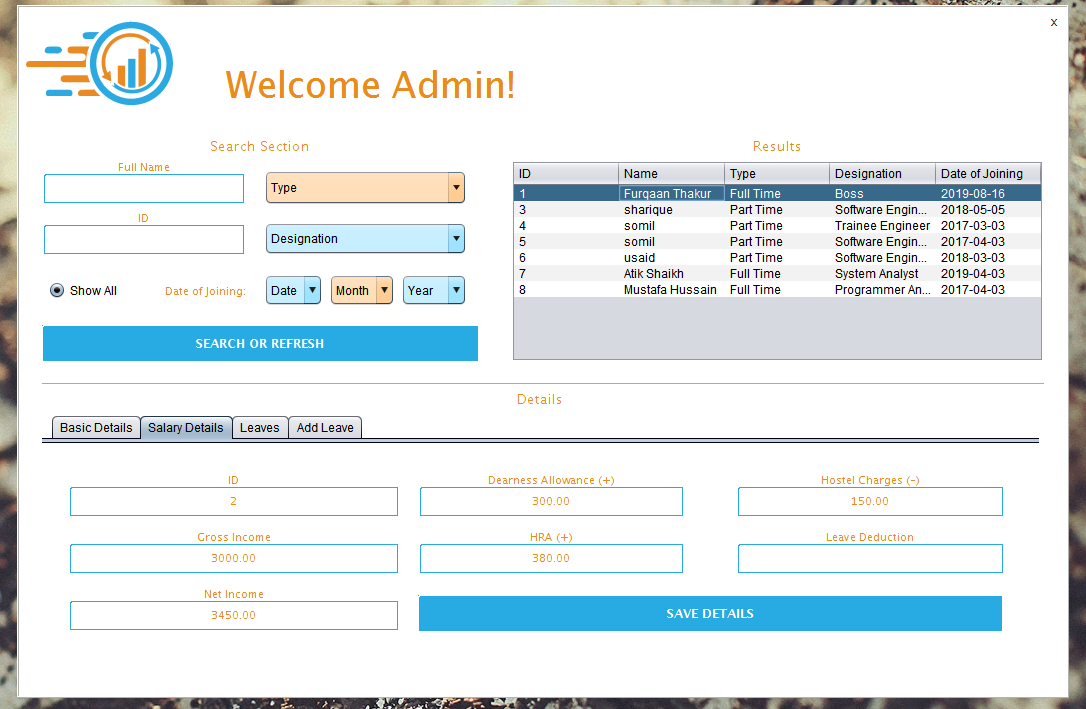 x
Welcome Admin!
Search Section
Full Name
Type
ID
Designation
Show All
Date of Joining:
Date
Month
Year
SEARCH OR REFRESH
Results
ID Name Type Designation Date of Joining
1 Furqaan Thakur Full Time Boss 2019-08-16
3 sharique Part Time Software Engin... 2018-05-05
4 somil Part Time Trainee Engineer 2017-03-03
5 somil Part Time Software Engin... 2017-04-03
6 usaid Part Time Software Engin... 2018-03-03
7 Atik Shaikh Full Time System Analyst 2019-04-03
8 Mustafa Hussain Full Time Programmer An... 2017-04-03
Details
Basic Details Salary Details Leaves Add Leave
ID Dearness Allowance (+) Hostel Charges (-)
2 300.00 150.00
Gross Income HRA (+) Leave Deduction
3000.00 380.00
Net Income
3450.00
SAVE DETAILS